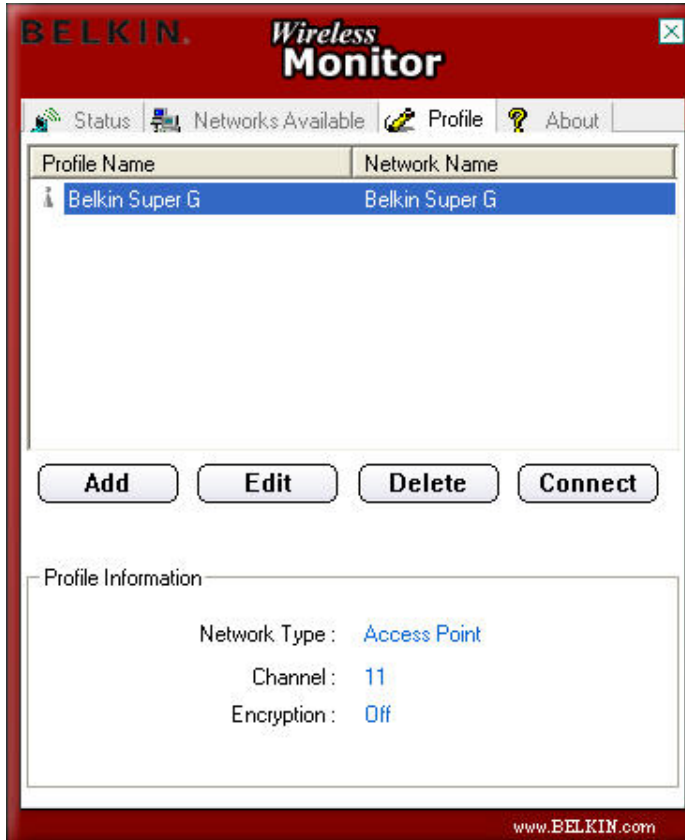 BELKIN.
Wireless
Monitor
Status Networks Available Profile About
Profile Name Network Name
Belkin Super G Belkin Super G
Add Edit Delete Connect
Profile Information
Network Type : Access Point
Channel : 11
Encryption : Off
www.BELKIN.com